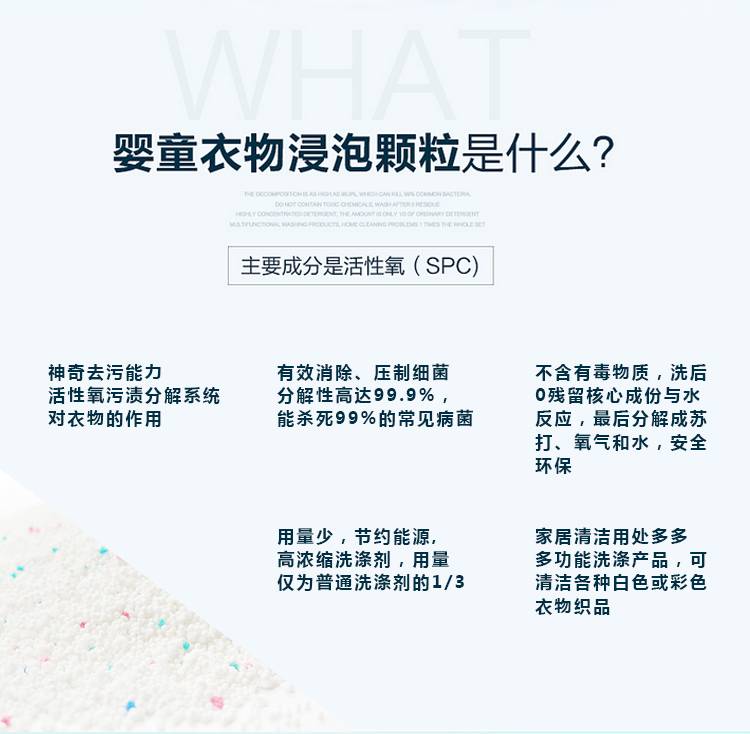 WHAT
婴童衣物浸泡颗粒是什么?
THE DECOMPOSITION IS AS HIGH AS 99.9%, WHICH CAN KILL 99% COMMON BACTERIA.
DO NOT CONTAIN TOXIC CHEMICALS, WASH AFTER 0 RESIDUE
HIGHLY CONCENTRATED DETERGENT, THE AMOUNT IS ONLY 1/3 OF ORDINARY DETERGENT
MULTIFUNCTIONAL WASHING PRODUCTS, HOME CLEANING PROBLEMS TIMES THE WHOLE SET
主要成分是活性氧(SPC)
神奇去污能力
活性氧污渍分解系统
对衣物的作用
有效消除、压制细菌
分解性高达99.9%,
能杀死99%的常见病菌
不含有毒物质,洗后
0残留核心成份与水
反应,最后分解成苏
打、氧气和水,安全
环保
用量少,节约能源,
高浓缩洗涤剂,用量
仅为普通洗涤剂的1/3
家居清洁用处多多
多功能洗涤产品,可
清洁各种白色或彩色
衣物织品